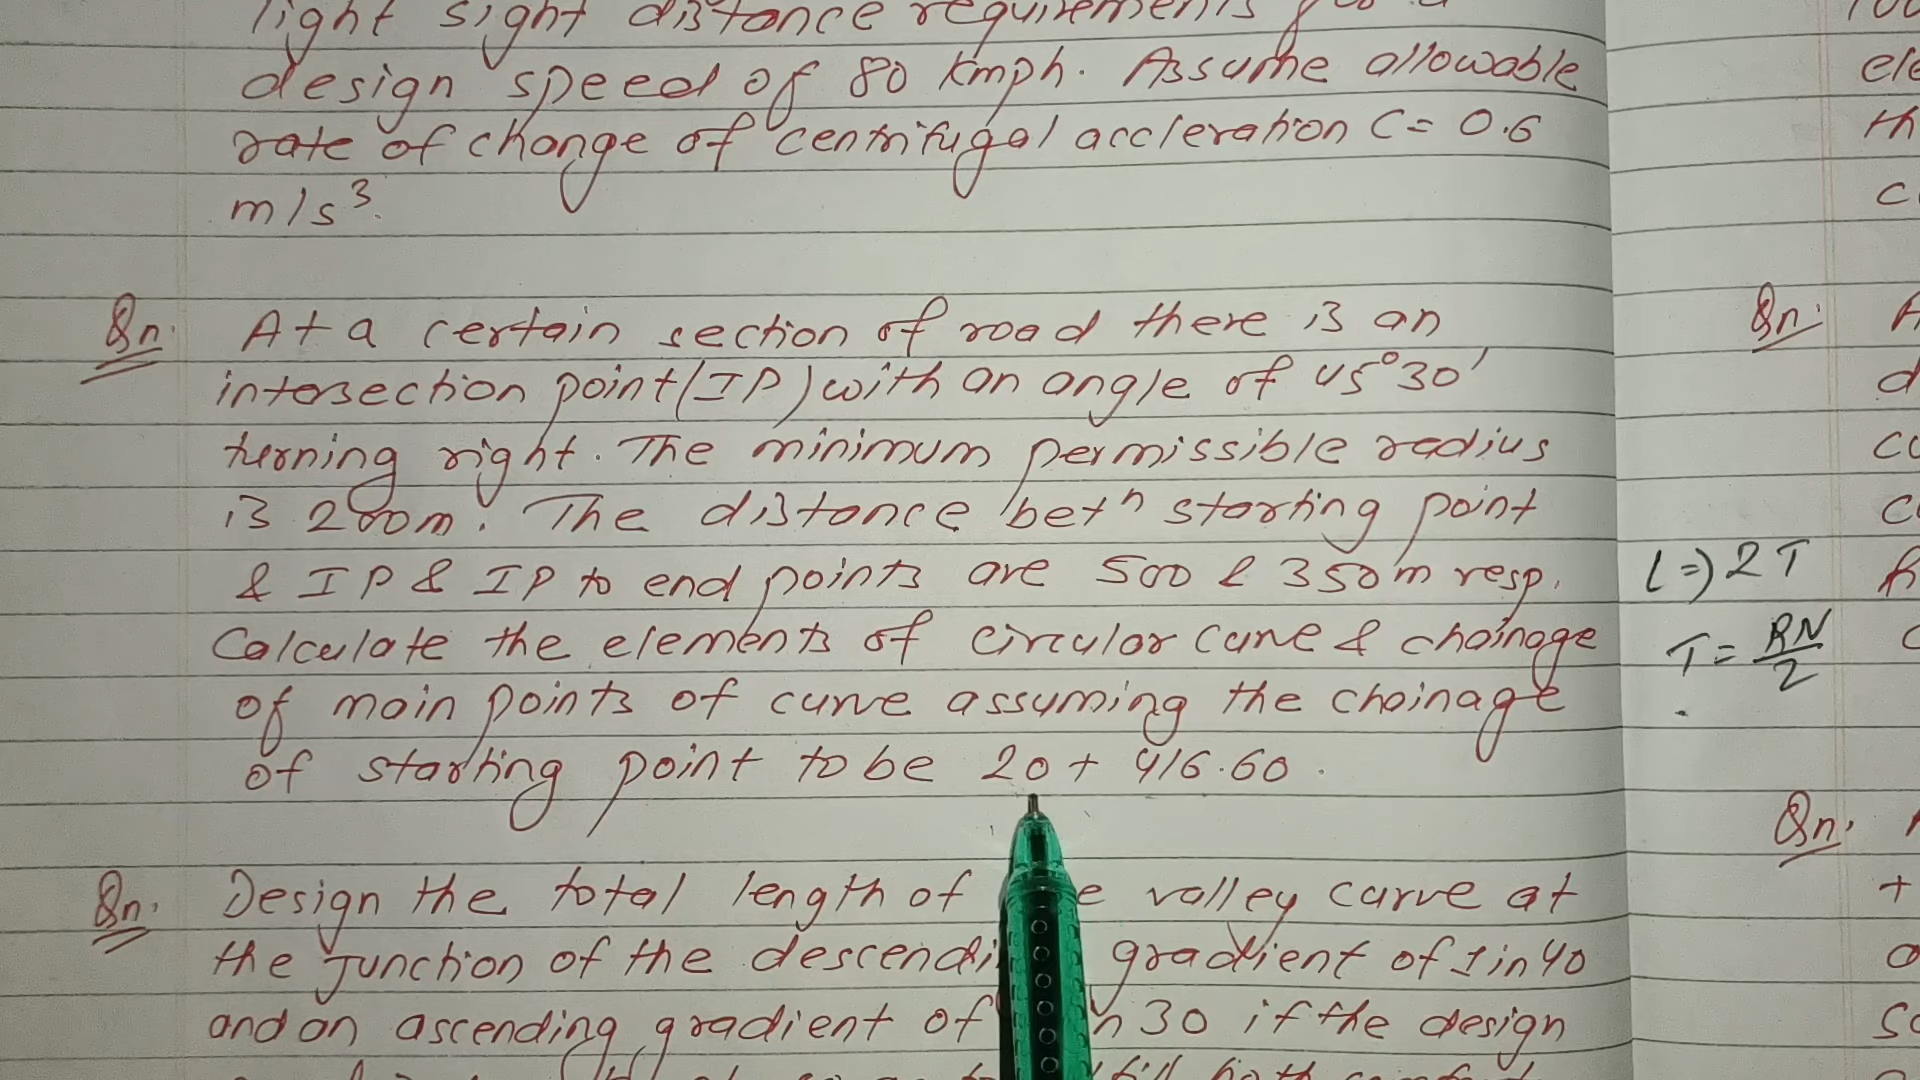 light sight distance requirements for a
design speed of 80 kmph. Assume allowable
rate of change of centrifugal accleration C = 0.6
m/s³.
Qn. At a certain section of road there is an
intersection point (IP) with an angle of 45°30'
turning right. The minimum permissible radius
is 200m. The distance betⁿ starting point
& IP & IP to end points are 500 & 350m resp.
Calculate the elements of circular curve & chainage
of main points of curve assuming the chainage
of starting point to be 20+ 416.60.
Qn. Design the total length of valley curve at
the junction of the gradient of 1 in 40
and an ascending gradient of 30 if the design
L => 2T
T = RN/2
Qn.
Qn.